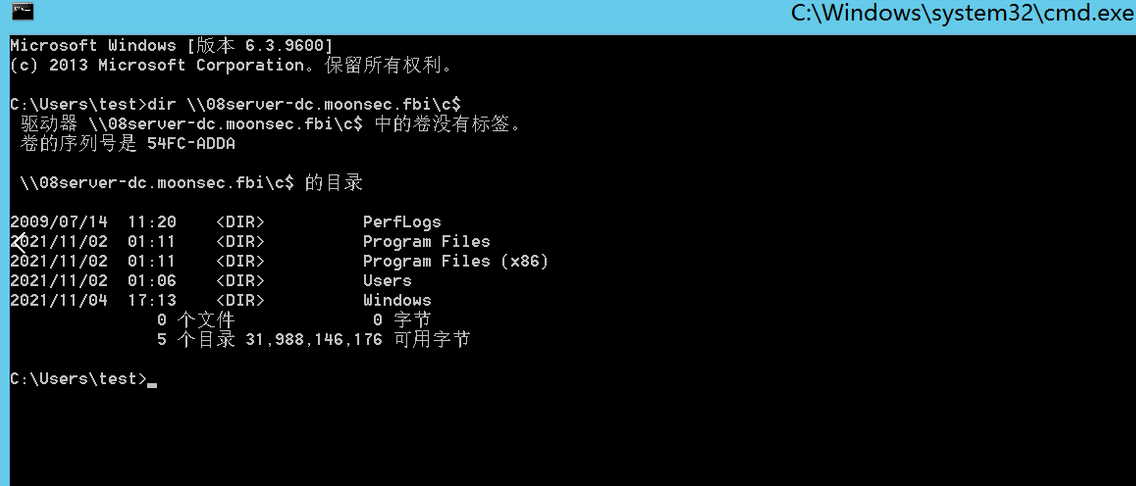 C:\Windows\system32\cmd.exe
Microsoft Windows [版本 6.3.9600]
(c) 2013 Microsoft Corporation。保留所有权利。
C:\Users\test>dir \\08server-dc.moonsec.fbi\c$
驱动器 \\08server-dc.moonsec.fbi\c$ 中的卷没有标签。
卷的序列号是 54FC-ADDA
\\08server-dc.moonsec.fbi\c$ 的目录
2009/07/14  11:20    <DIR>          PerfLogs
2021/11/02  01:11    <DIR>          Program Files
2021/11/02  01:11    <DIR>          Program Files (x86)
2021/11/02  01:06    <DIR>          Users
2021/11/04  17:13    <DIR>          Windows
0 个文件              0 字节
5 个目录 31,988,146,176 可用字节
C:\Users\test>_